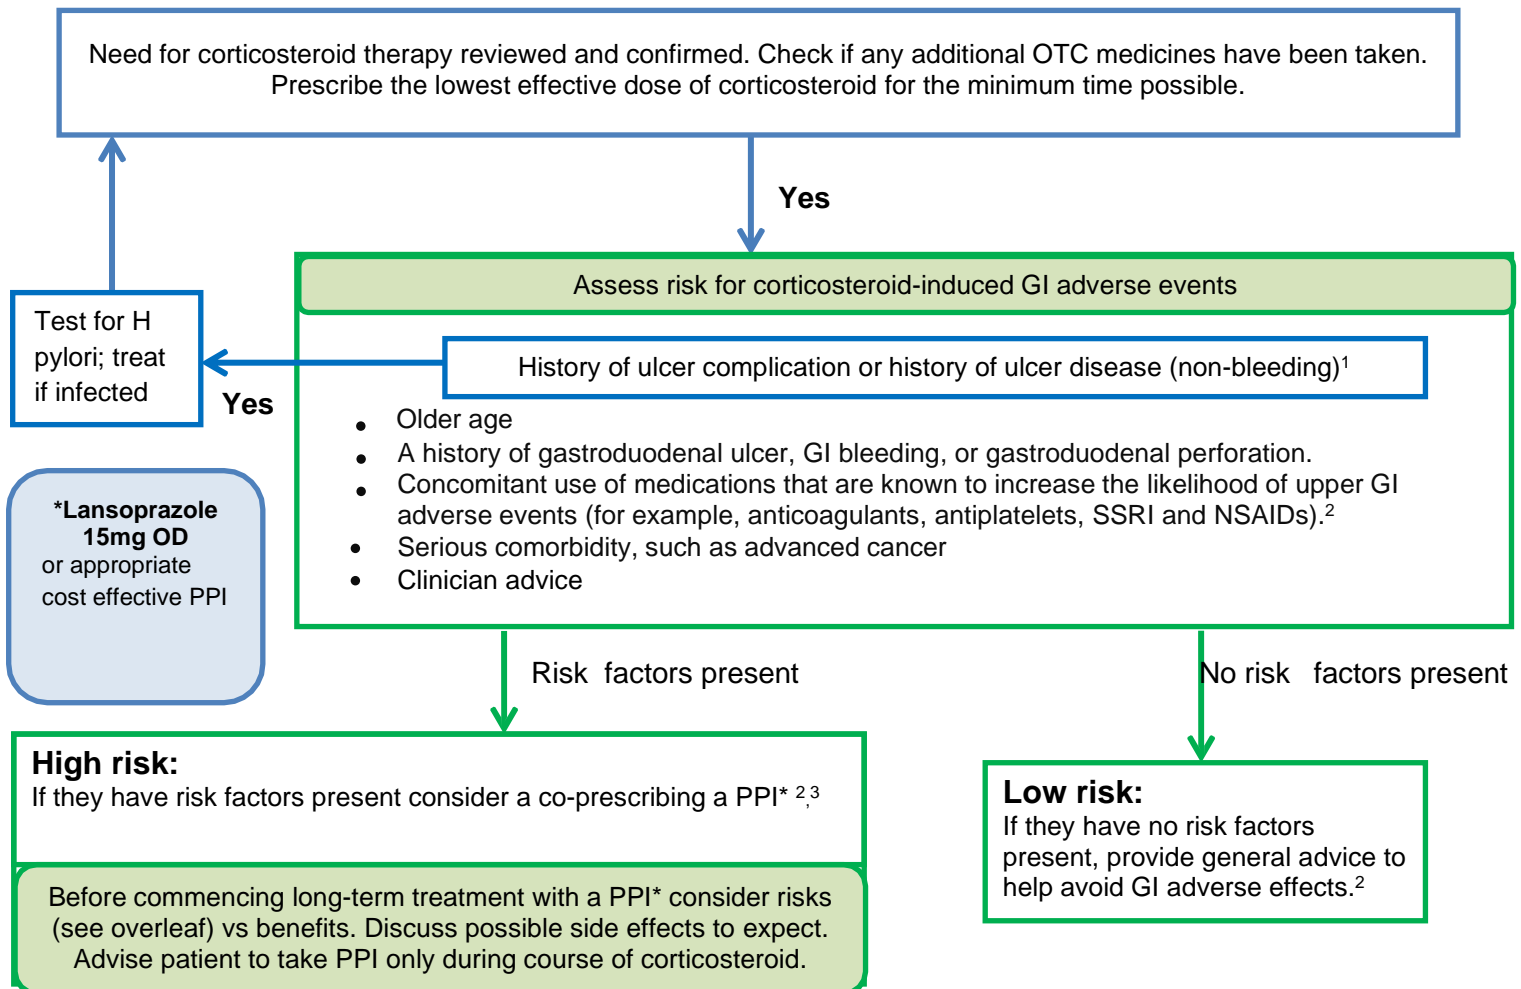 Need for corticosteroid therapy reviewed and confirmed. Check if any additional OTC medicines have been taken.
Prescribe the lowest effective dose of corticosteroid for the minimum time possible.
Yes
Assess risk for corticosteroid-induced GI adverse events
Test for H
pylori; treat
if infected
Yes
History of ulcer complication or history of ulcer disease (non-bleeding)¹
• Older age
• A history of gastroduodenal ulcer, GI bleeding, or gastroduodenal perforation.
• Concomitant use of medications that are known to increase the likelihood of upper GI
adverse events (for example, anticoagulants, antiplatelets, SSRI and NSAIDs).²
• Serious comorbidity, such as advanced cancer
• Clinician advice
*Lansoprazole
15mg OD
or appropriate
cost effective PPI
Risk factors present
No risk factors present
High risk:
If they have risk factors present consider a co-prescribing a PPI* ²,³
Before commencing long-term treatment with a PPI* consider risks
(see overleaf) vs benefits. Discuss possible side effects to expect.
Advise patient to take PPI only during course of corticosteroid.
Low risk:
If they have no risk factors
present, provide general advice to
help avoid GI adverse effects.²